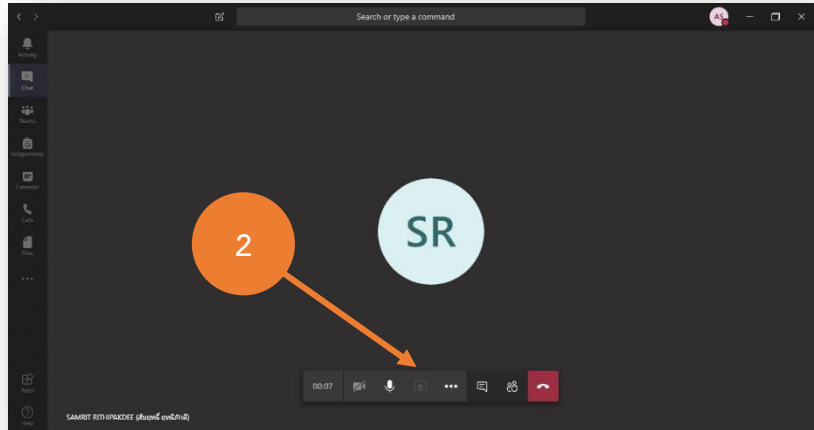 Search or type a command
AS
Activity
Chat
Teams
Assignments
Calendar
Calls
Files
SR
2
00:07
Apps
Help
SAMRIT RITHIPAKDEE (สัมฤทธิ์ ฤทธิภักดี)